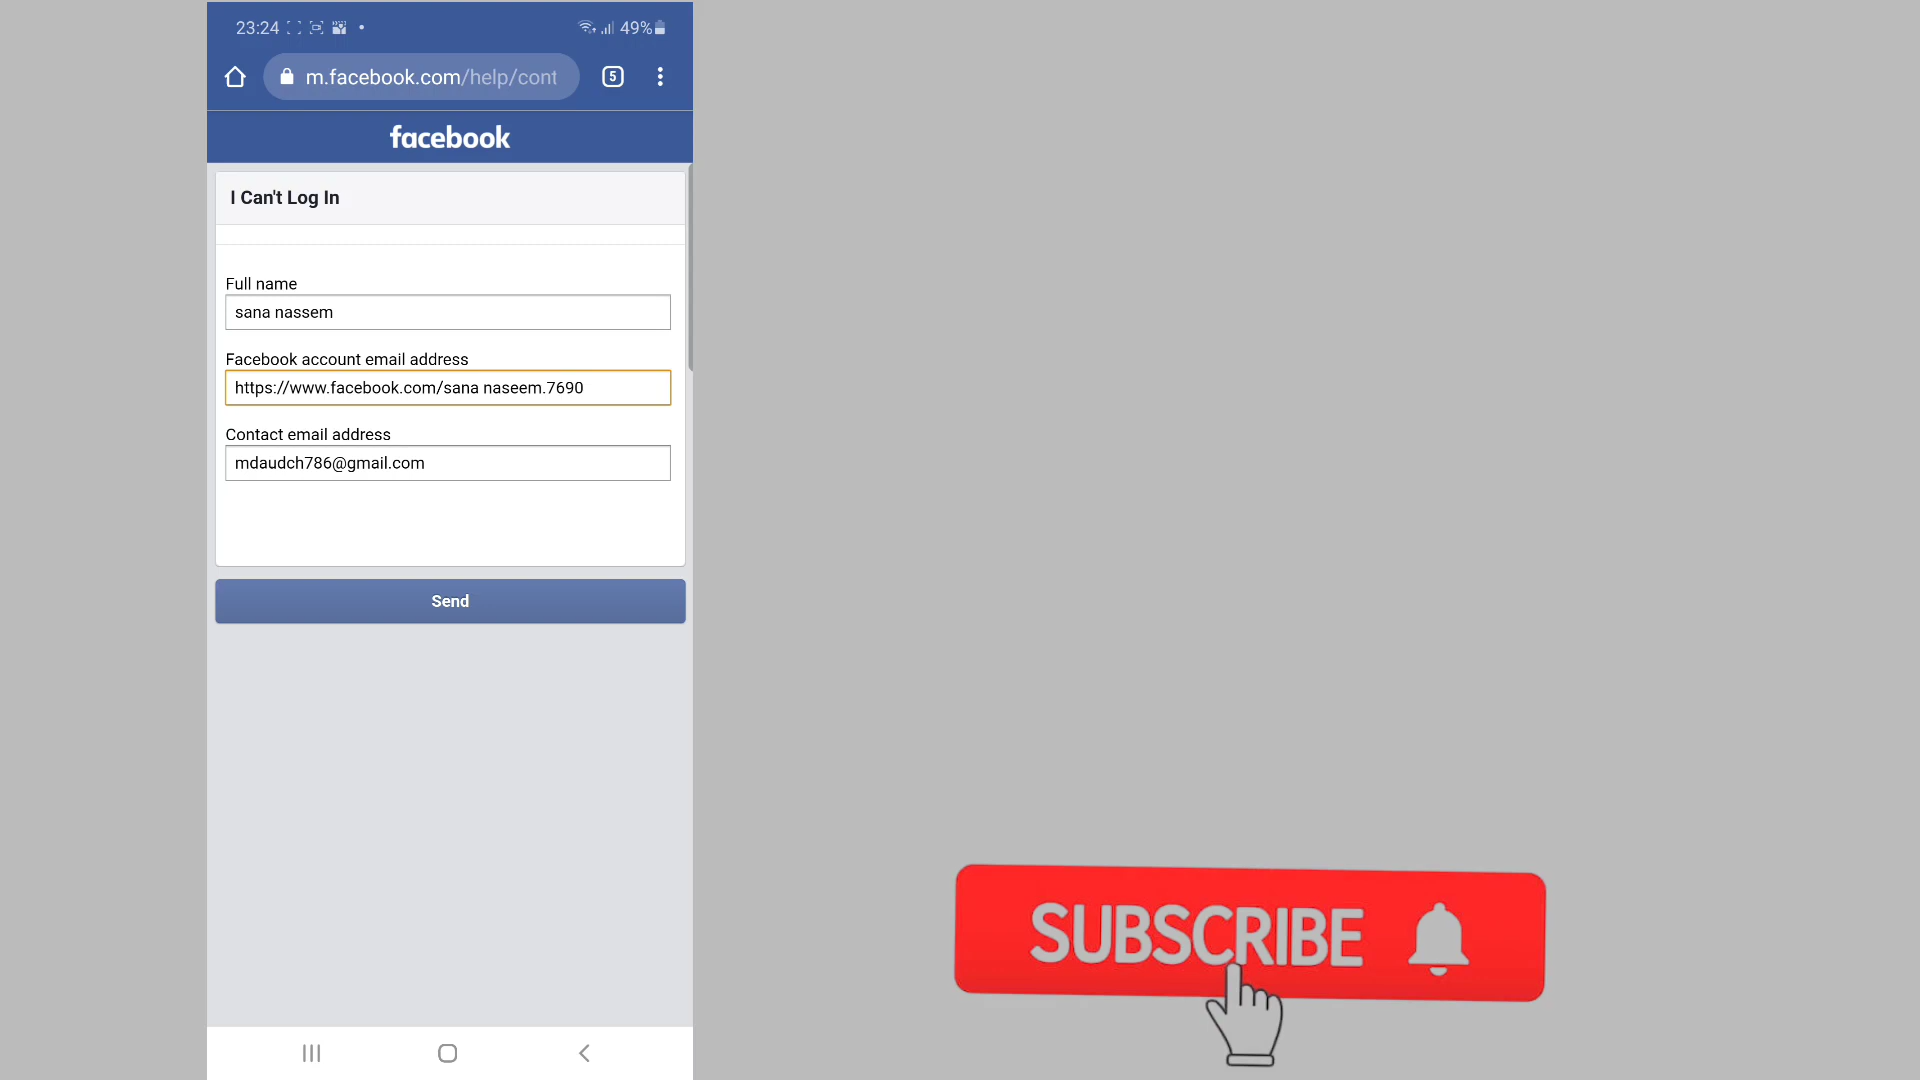 23:24
49%
m.facebook.com/help/cont
5
facebook
I Can't Log In
Full name
sana nassem
Facebook account email address
https://www.facebook.com/sana naseem.7690
Contact email address
mdaudch786@gmail.com
Send
SUBSCRIBE